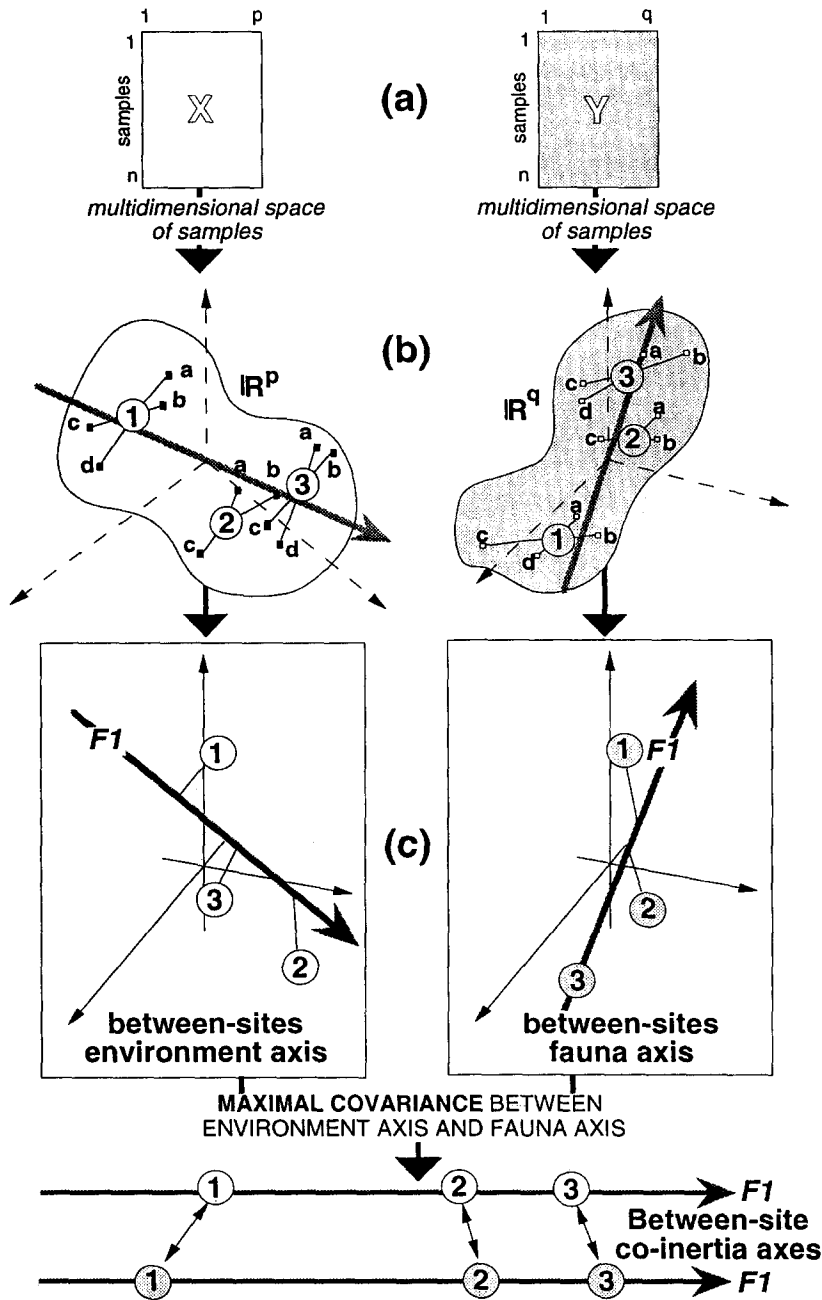 1 p
1 q
1
samples
n
X
(a)
1
samples
n
Y
multidimensional space
of samples
multidimensional space
of samples
(b)
IR^p
a
b
1
c
d
a
b
3
a
b
2
c
c
d
IR^q
a
b
3
c
d
a
2
c
b
a
1
c
b
d
(c)
F1
1
3
2
between-sites
environment axis
1
F1
2
3
between-sites
fauna axis
MAXIMAL COVARIANCE BETWEEN
ENVIRONMENT AXIS AND FAUNA AXIS
1 2 3 F1
Between-site
co-inertia axes
1 2 3 F1